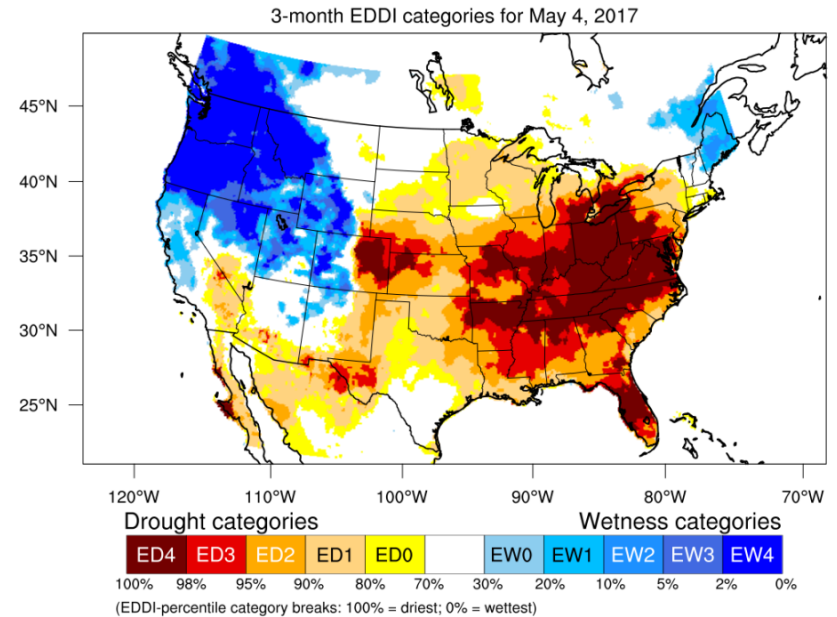 3-month EDDI categories for May 4, 2017
45°N
40°N
35°N
30°N
25°N
120°W 110°W 100°W 90°W 80°W 70°W
Drought categories Wetness categories
ED4 ED3 ED2 ED1 ED0 EW0 EW1 EW2 EW3 EW4
100% 98% 95% 90% 80% 70% 30% 20% 10% 5% 2% 0%
(EDDI-percentile category breaks: 100% = driest; 0% = wettest)